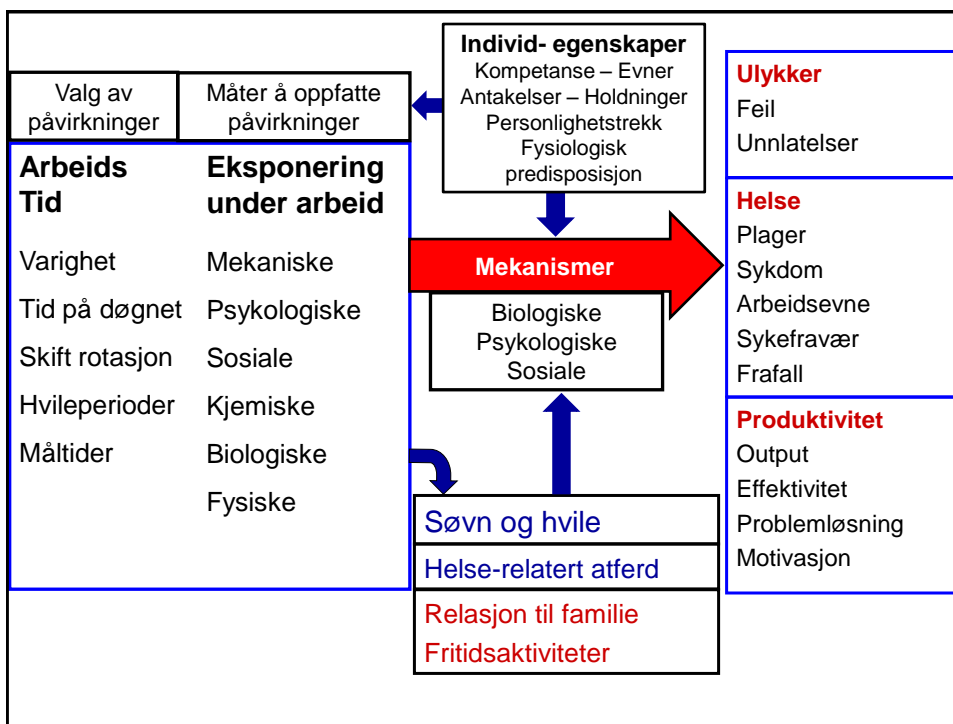 Individ- egenskaper
Kompetanse – Evner
Antakelser – Holdninger
Personlighetstrekk
Fysiologisk
predisposisjon
Valg av
påvirkninger
Måter å oppfatte
påvirkninger
Arbeids
Tid
Varighet
Tid på døgnet
Skift rotasjon
Hvileperioder
Måltider
Eksponering
under arbeid
Mekaniske
Psykologiske
Sosiale
Kjemiske
Biologiske
Fysiske
Mekanismer
Biologiske
Psykologiske
Sosiale
Søvn og hvile
Helse-relatert atferd
Relasjon til familie
Fritidsaktiviteter
Ulykker
Feil
Unnlatelser
Helse
Plager
Sykdom
Arbeidsevne
Sykefravær
Frafall
Produktivitet
Output
Effektivitet
Problemløsning
Motivasjon